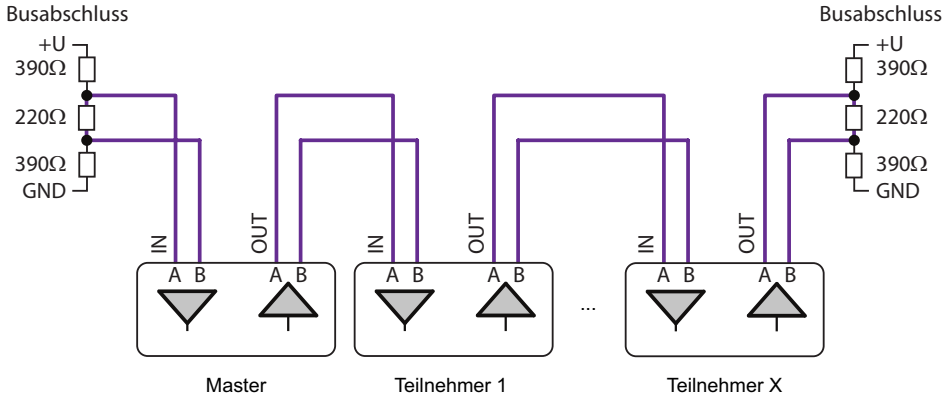 Busabschluss Busabschluss
+U +U
390Ω 390Ω
220Ω 220Ω
390Ω 390Ω
GND GND
IN OUT IN OUT IN OUT
A B A B A B A B A B A B
...
Master Teilnehmer 1 Teilnehmer X